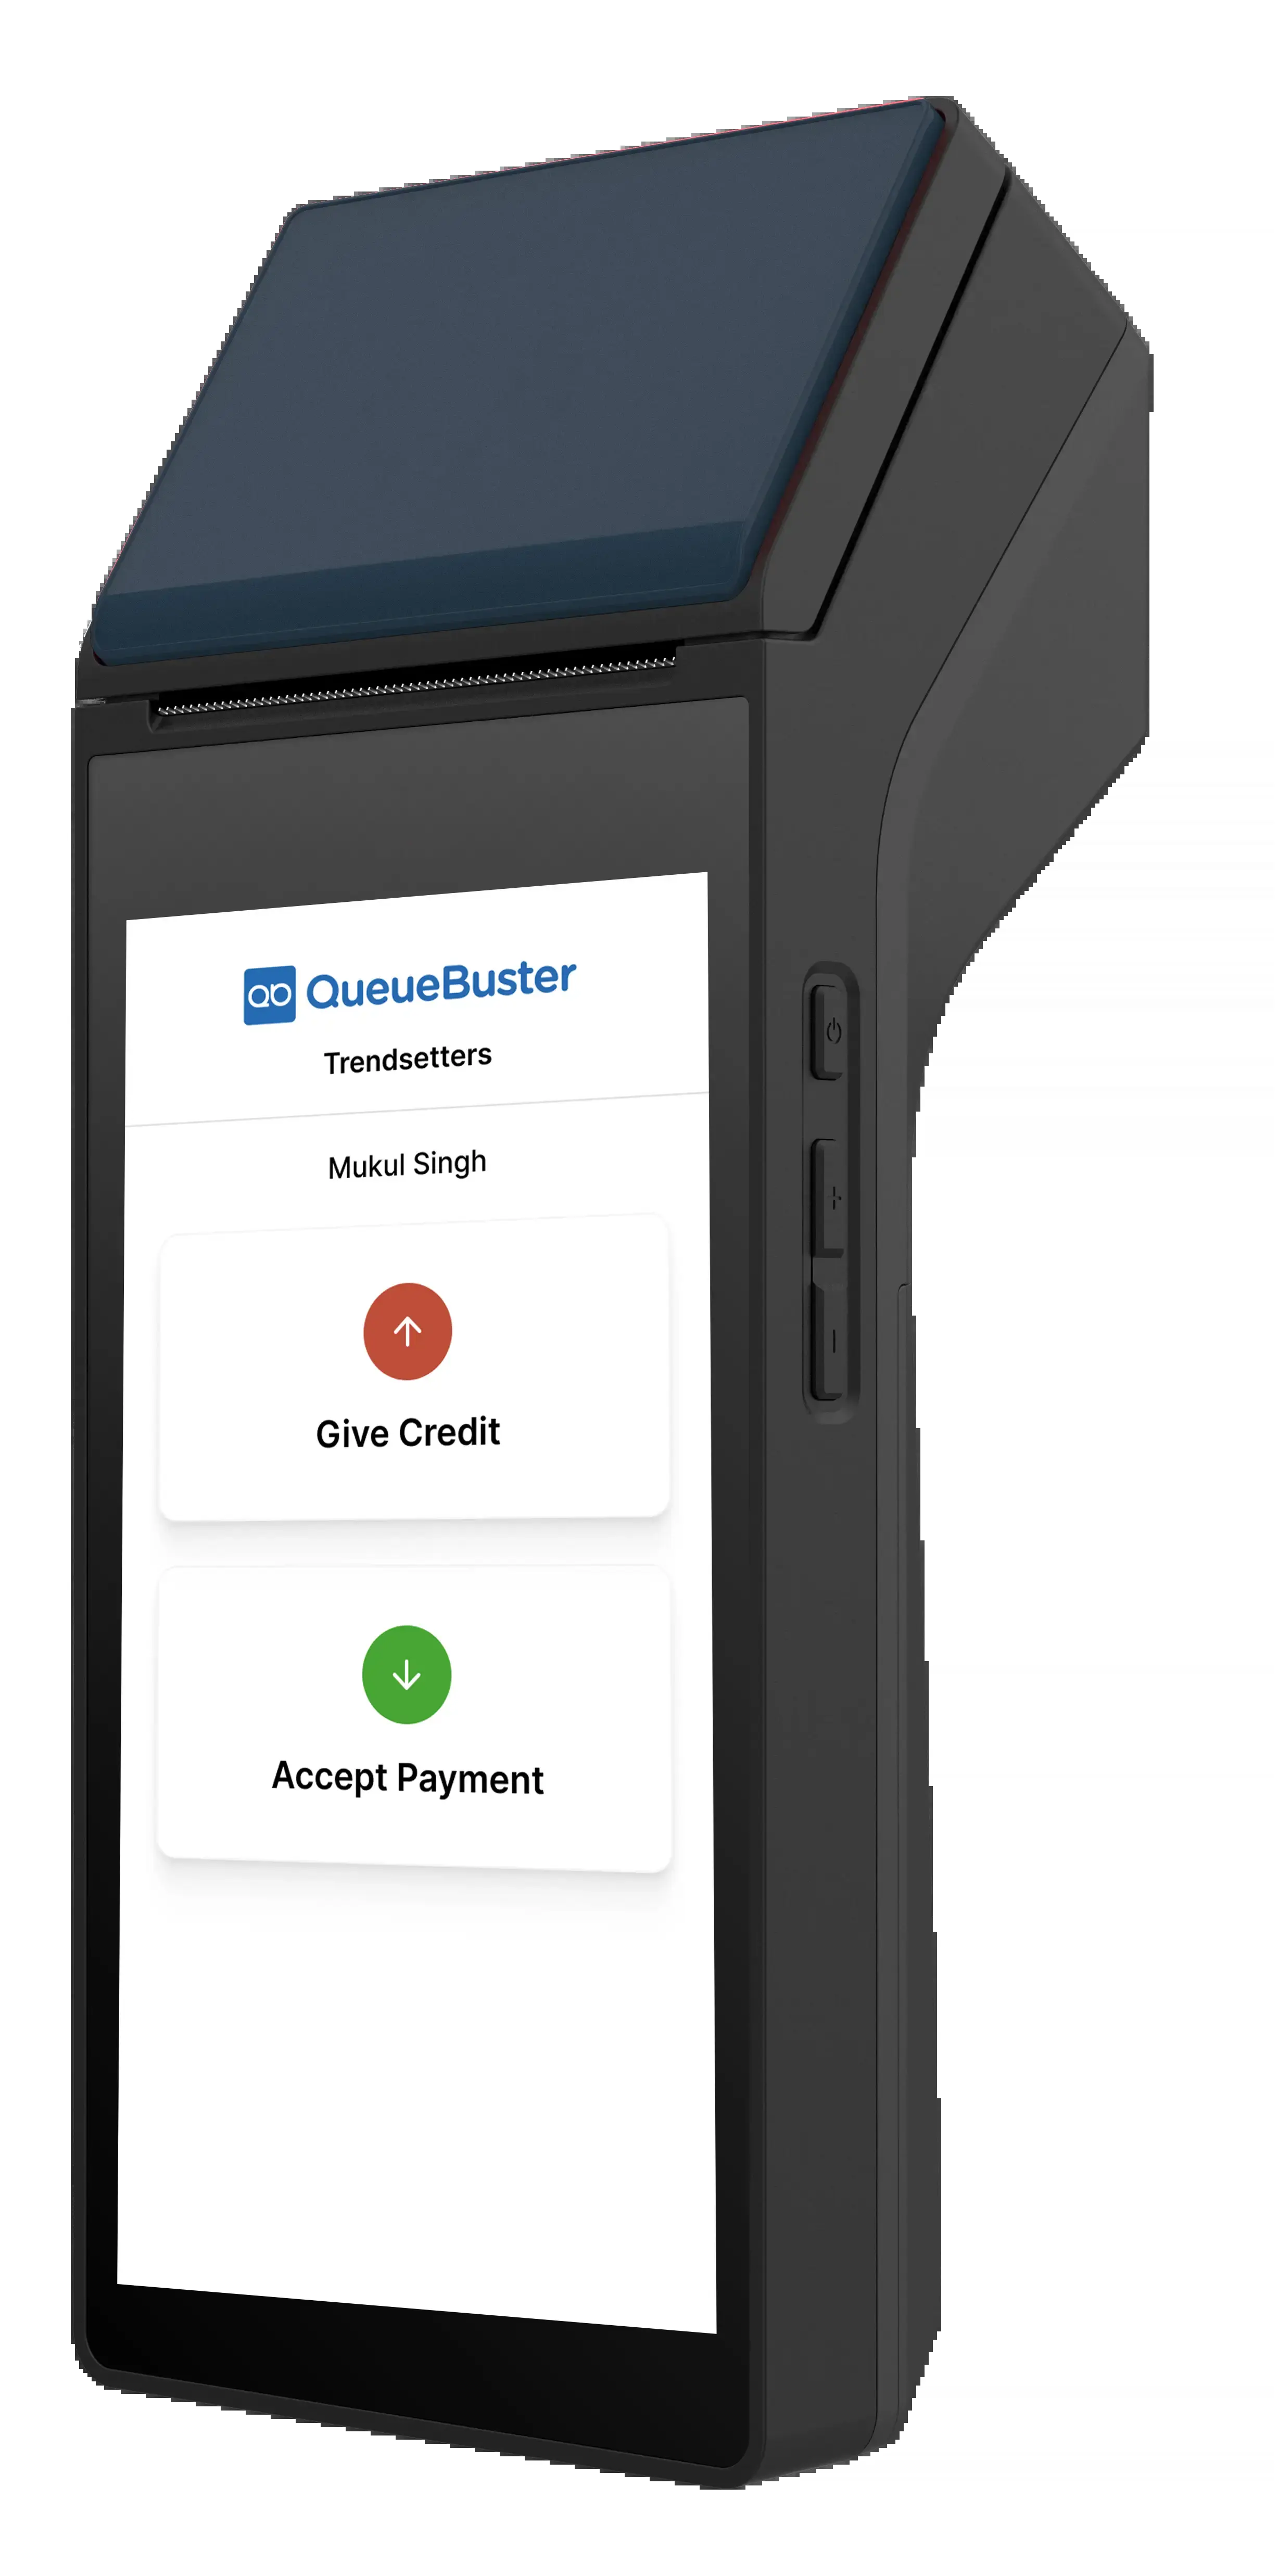 QueueBuster
Trendsetters
Mukul Singh
Give Credit
Accept Payment